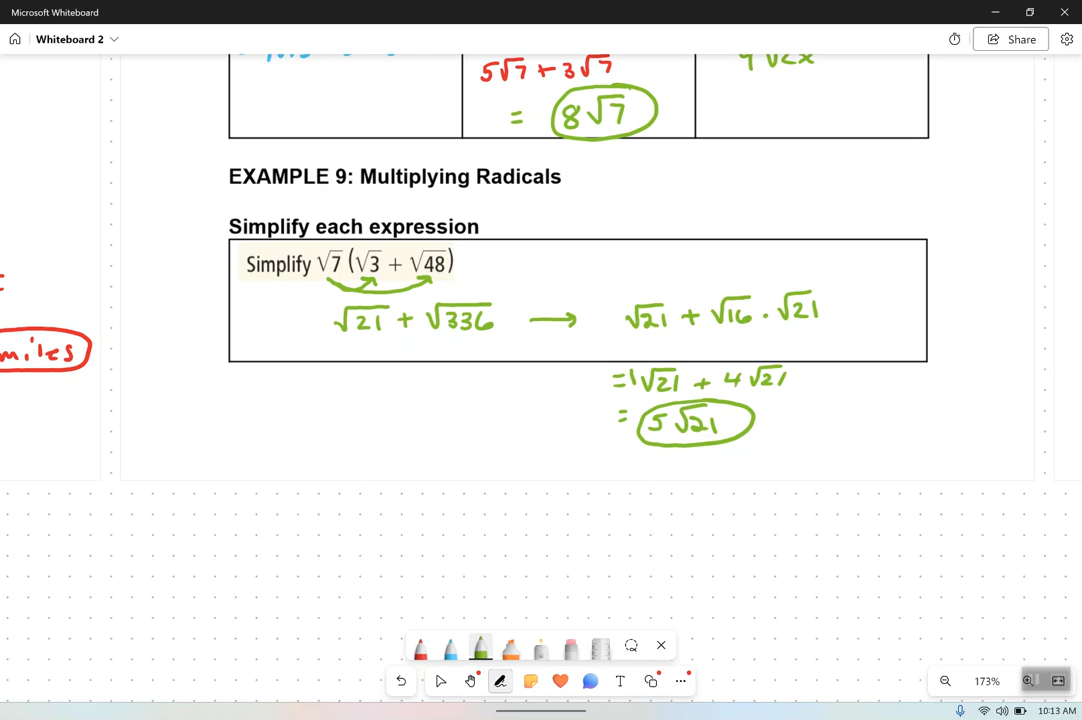 Microsoft Whiteboard
Whiteboard 2
Share
5√7 + 3√7
= 8√7
EXAMPLE 9: Multiplying Radicals
Simplify each expression
Simplify √7 (√3 + √48)
√21 + √336 → √21 + √16 · √21
= 1√21 + 4√21
= 5√21
miles
173%
10:13 AM